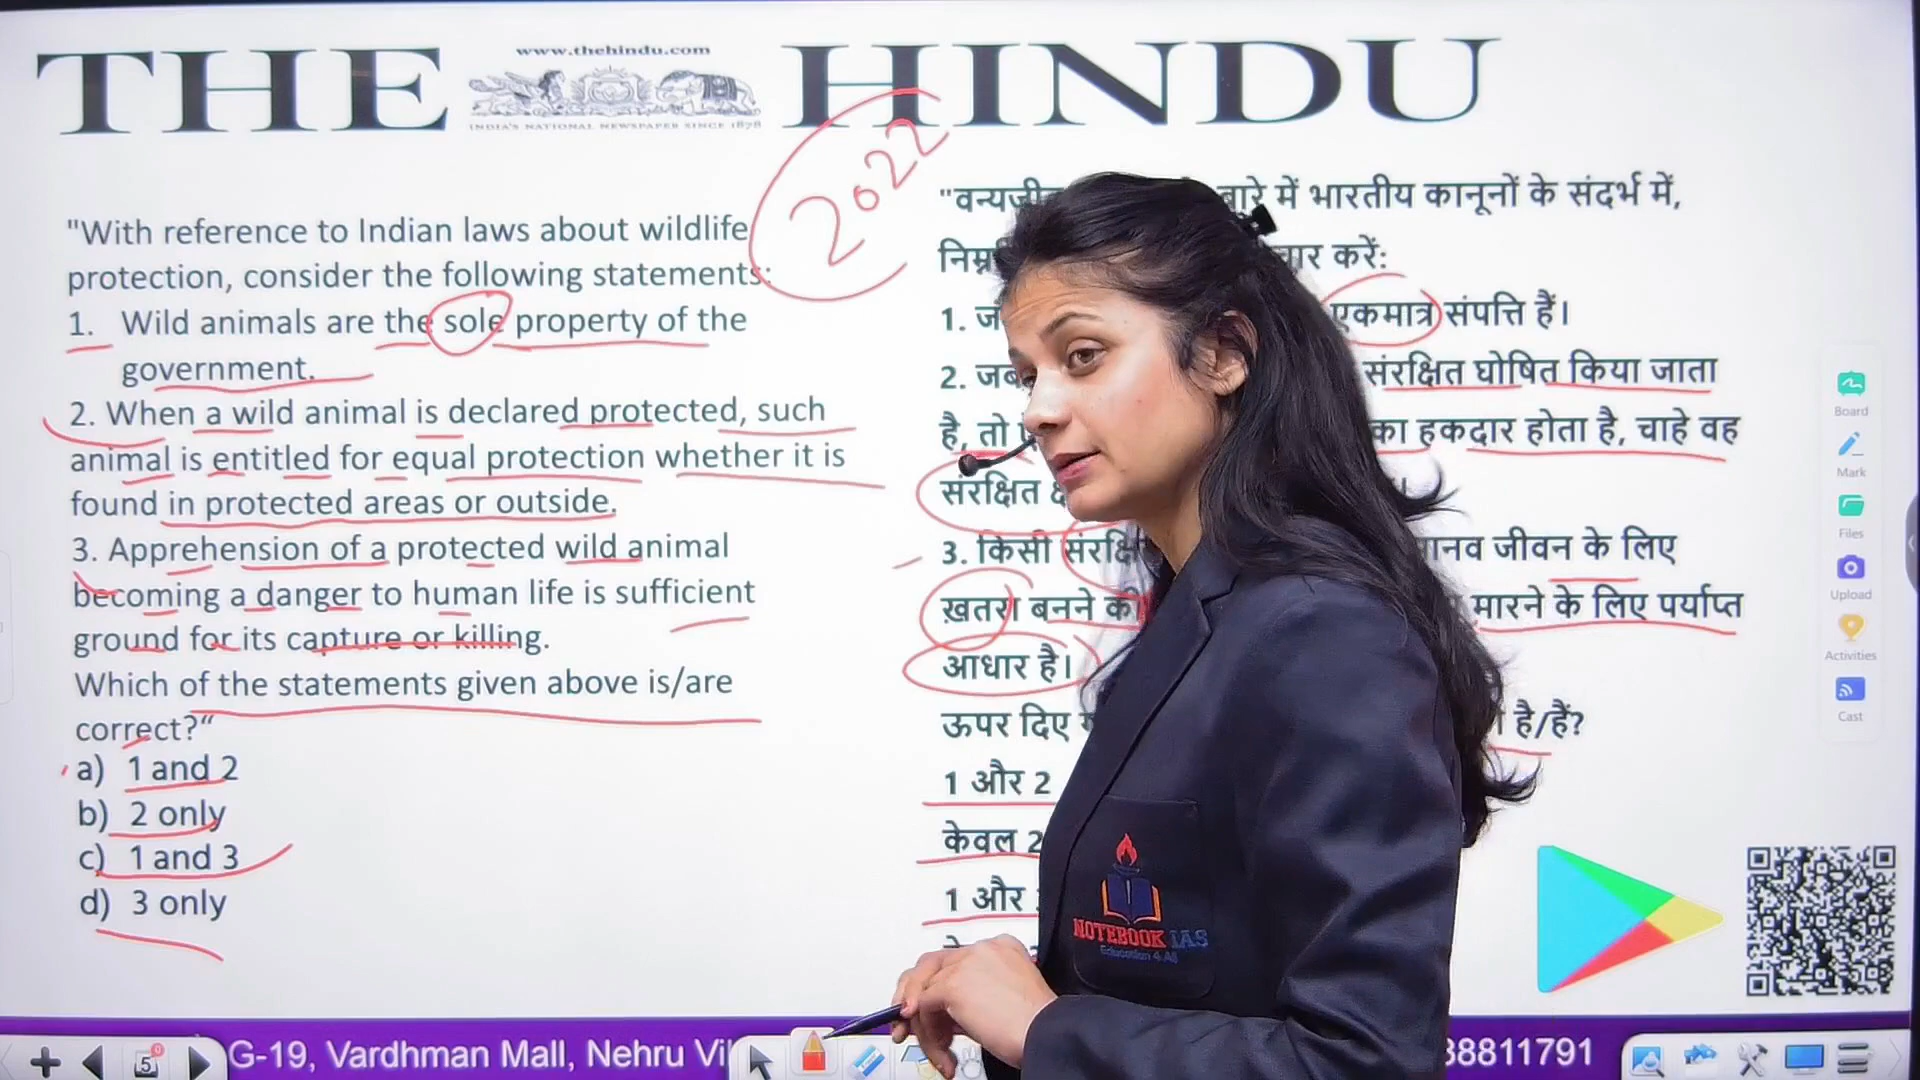 THE HINDU
www.thehindu.com
INDIA'S NATIONAL NEWSPAPER SINCE 1878
2022
"With reference to Indian laws about wildlife
protection, consider the following statements:
1. Wild animals are the sole property of the
government.
2. When a wild animal is declared protected, such
animal is entitled for equal protection whether it is
found in protected areas or outside.
3. Apprehension of a protected wild animal
becoming a danger to human life is sufficient
ground for its capture or killing.
Which of the statements given above is/are
correct?“
a) 1 and 2
b) 2 only
c) 1 and 3
d) 3 only
बारे में भारतीय कानूनों के संदर्भ में,
करें:
1. एकमात्र संपत्ति हैं।
2. संरक्षित घोषित किया जाता
है, तो का हकदार होता है, चाहे वह
संरक्षित
3. किसी मानव जीवन के लिए
ख़तरा बनने मारने के लिए पर्याप्त
आधार है।
ऊपर दिए है/हैं?
1 और 2
केवल 2
1 और
Board
Mark
Files
Upload
Activities
Cast
NOTEBOOK IAS
Education 4 All
5
G-19, Vardhman Mall, Nehru
88811791